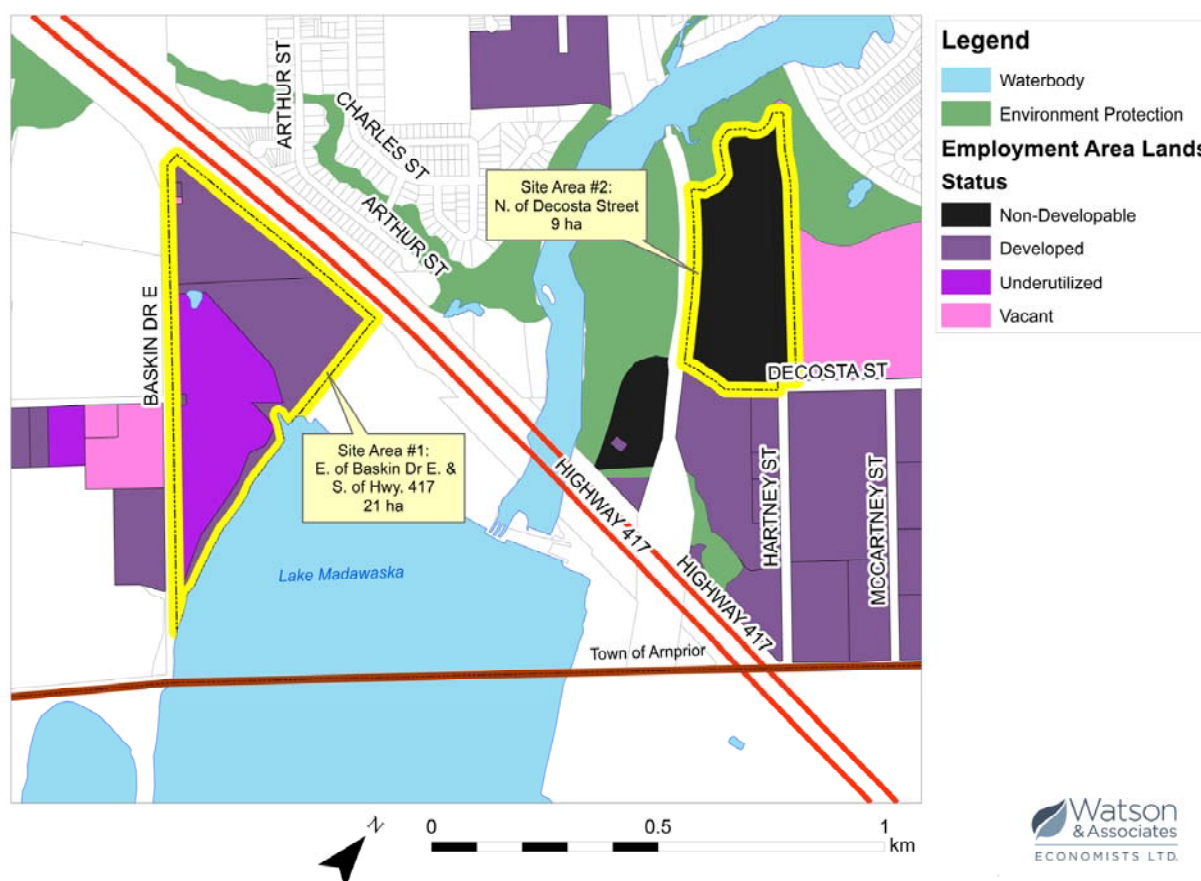 ARTHUR ST
CHARLES ST
ARTHUR ST
BASKIN DR E
Site Area #2:
N. of Decosta Street
9 ha
Site Area #1:
E. of Baskin Dr E. &
S. of Hwy. 417
21 ha
DECOSTA ST
HARTNEY ST
MCCARTNEY ST
HIGHWAY 417
HIGHWAY 417
Lake Madawaska
Town of Arnprior
Legend
Waterbody
Environment Protection
Employment Area Lands
Status
Non-Developable
Developed
Underutilized
Vacant
N
0 0.5 1
km
Watson
& Associates
ECONOMISTS LTD.